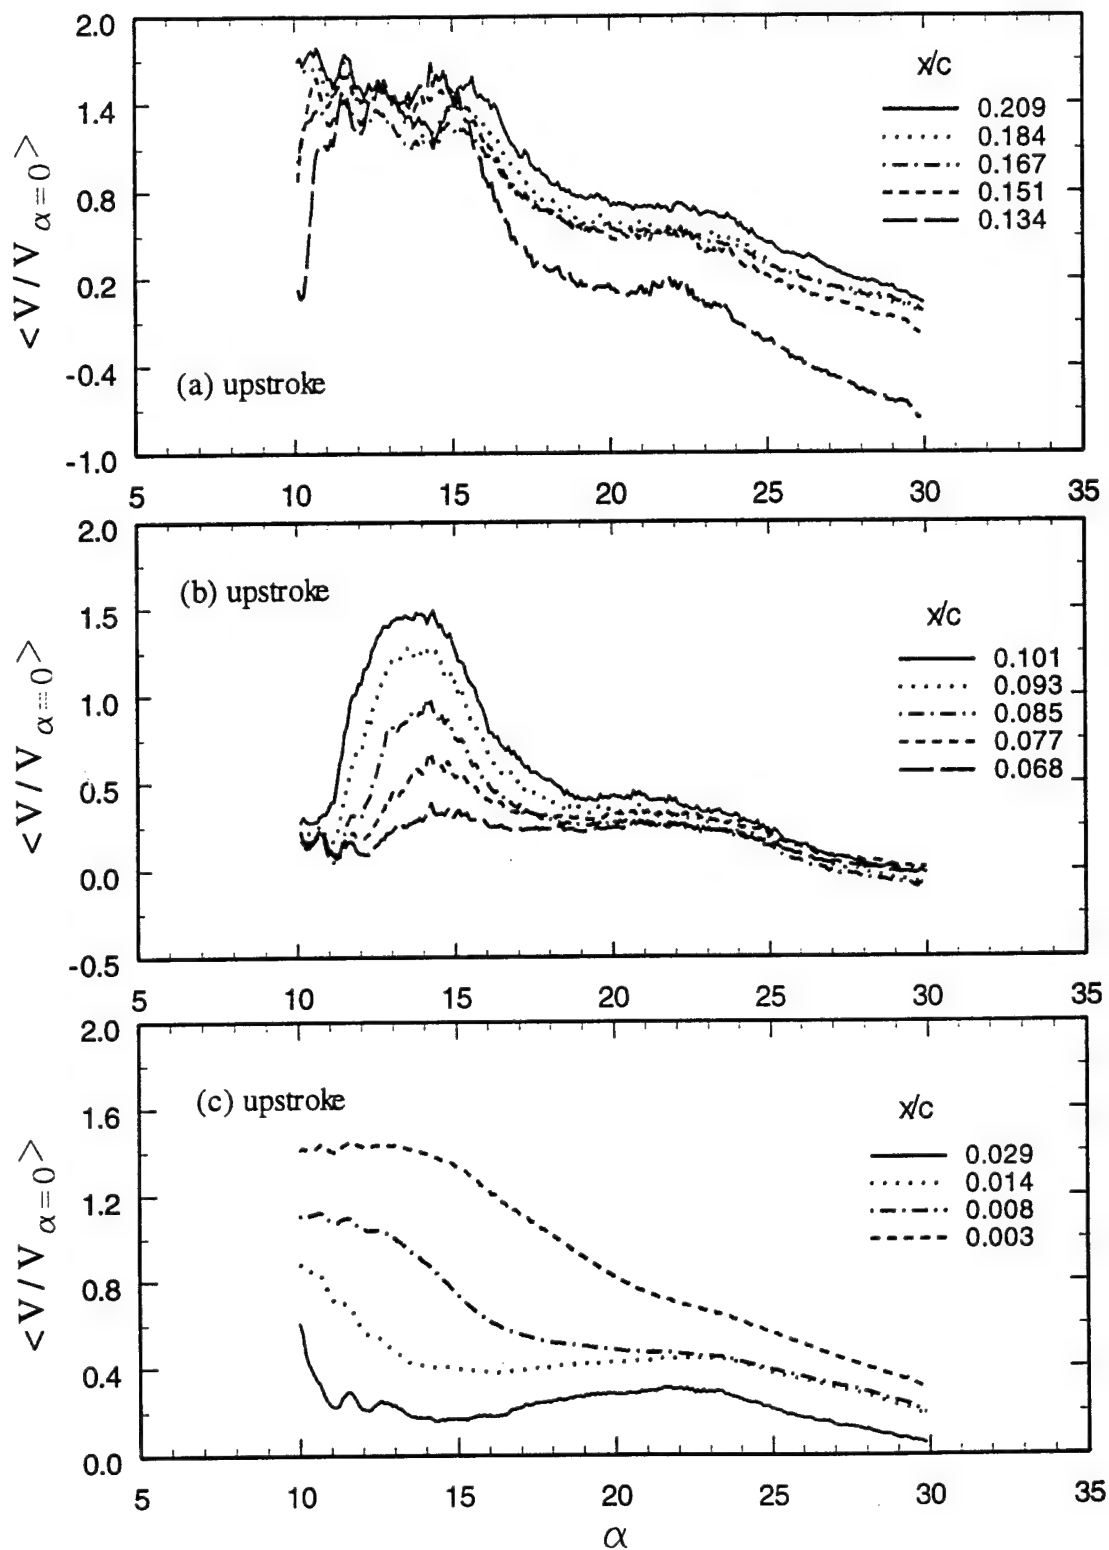 2.0
1.4
0.8
0.2
-0.4
-1.0
< V / V α = 0 >
x/c
0.209
0.184
0.167
0.151
0.134
(a) upstroke
5 10 15 20 25 30 35
2.0
1.5
1.0
0.5
0.0
-0.5
< V / V α = 0 >
(b) upstroke
x/c
0.101
0.093
0.085
0.077
0.068
5 10 15 20 25 30 35
2.0
1.6
1.2
0.8
0.4
0.0
< V / V α = 0 >
(c) upstroke
x/c
0.029
0.014
0.008
0.003
5 10 15 20 25 30 35
α